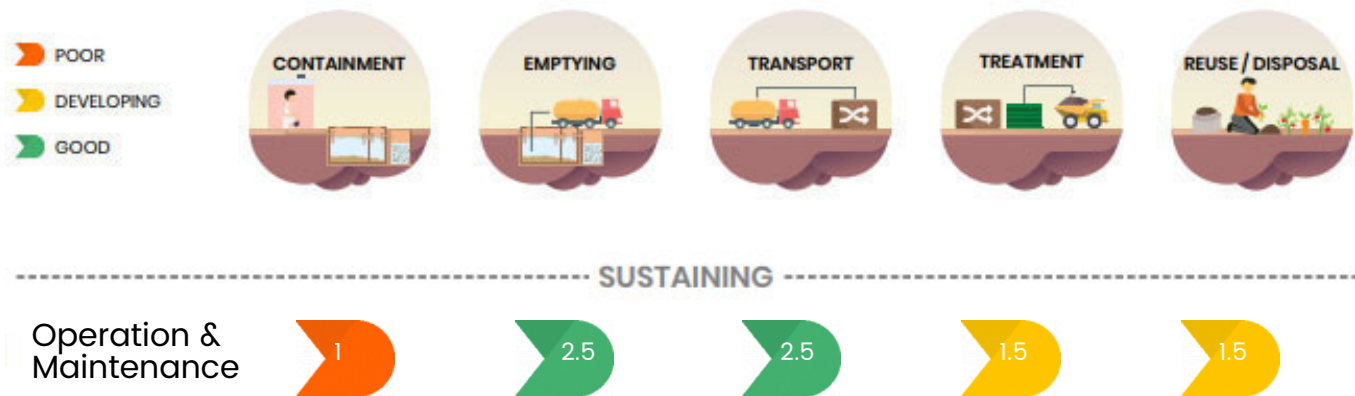 POOR
DEVELOPING
GOOD
CONTAINMENT
EMPTYING
TRANSPORT
TREATMENT
REUSE / DISPOSAL
SUSTAINING
Operation &
Maintenance
1
2.5
2.5
1.5
1.5